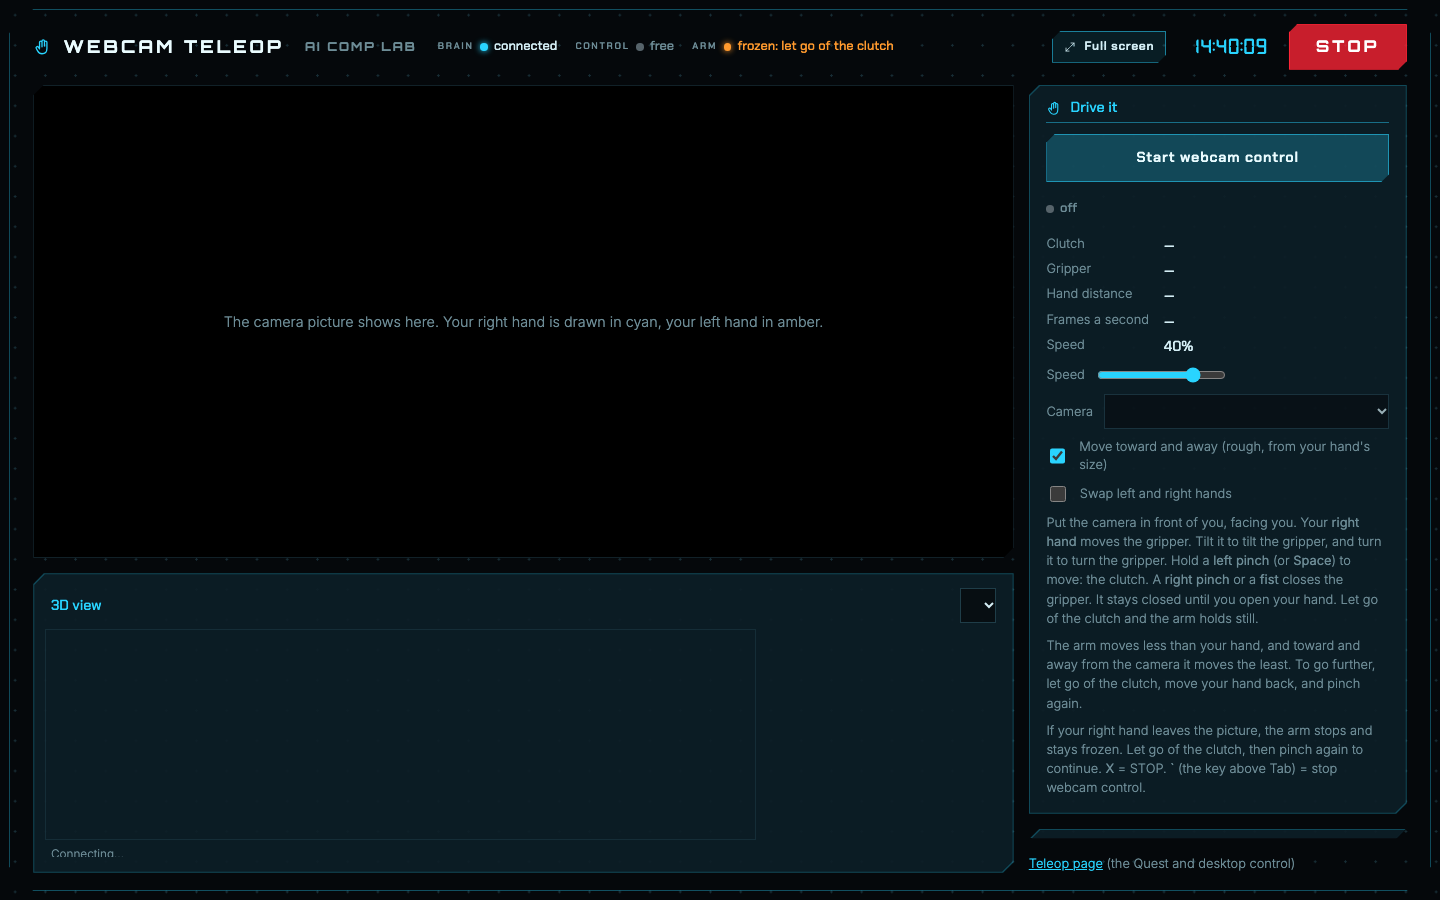 WEBCAM TELEOP AI COMP LAB BRAIN connected CONTROL free ARM frozen: let go of the clutch Full screen 14:40:09 STOP
The camera picture shows here. Your right hand is drawn in cyan, your left hand in amber.
3D view
Connecting...
Drive it
Start webcam control
off
Clutch –
Gripper –
Hand distance –
Frames a second –
Speed 40%
Speed
Camera
Move toward and away (rough, from your hand's
size)
Swap left and right hands
Put the camera in front of you, facing you. Your right
hand moves the gripper. Tilt it to tilt the gripper, and turn
it to turn the gripper. Hold a left pinch (or Space) to
move: the clutch. A right pinch or a fist closes the
gripper. It stays closed until you open your hand. Let go
of the clutch and the arm holds still.
The arm moves less than your hand, and toward and
away from the camera it moves the least. To go further,
let go of the clutch, move your hand back, and pinch
again.
If your right hand leaves the picture, the arm stops and
stays frozen. Let go of the clutch, then pinch again to
continue. X = STOP. ` (the key above Tab) = stop
webcam control.
Teleop page (the Quest and desktop control)